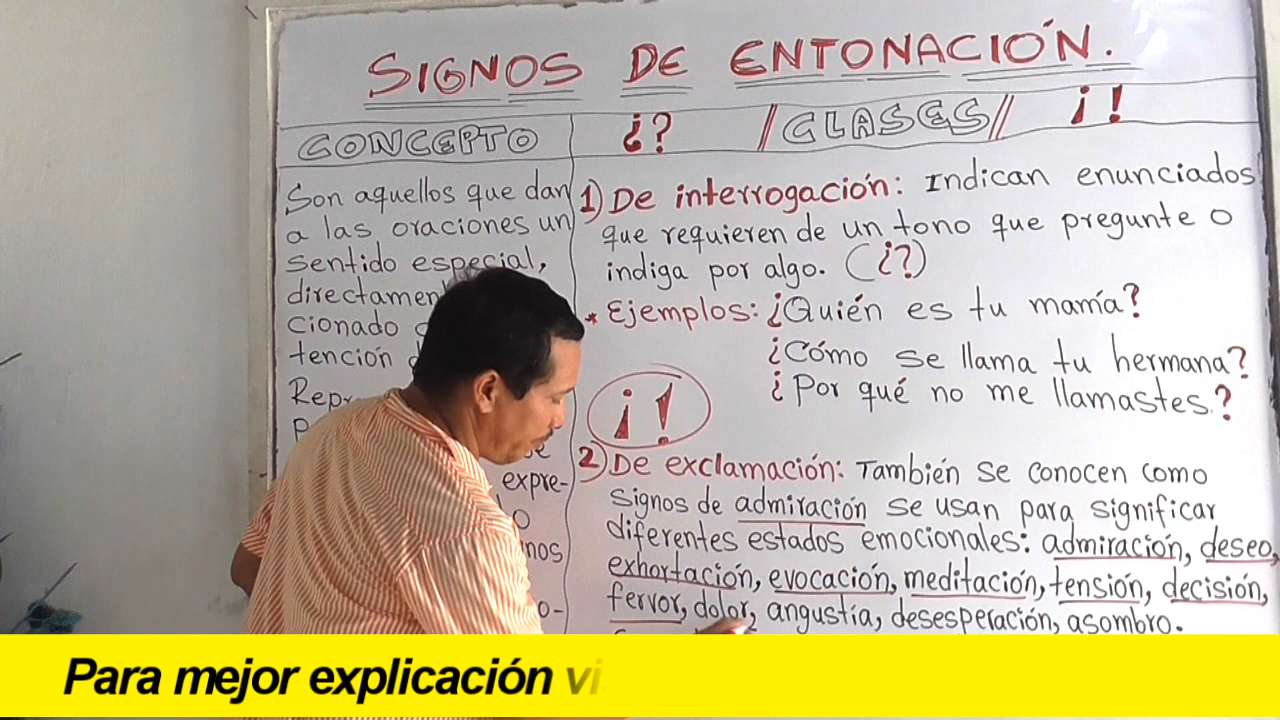 SIGNOS DE ENTONACIÓN.
CONCEPTO ¿? // CLASES // ¡ !
Son aquellos que dan
a las oraciones un
sentido especial,
cionado
tención
expre-
1) De interrogación: Indican enunciados
que requieren de un tono que pregunte o
indiga por algo. (¿?)
* Ejemplos: ¿Quién es tu mamía?
¿Cómo se llama tu hermana?
¿Por qué no me llamastes.?
¡ !
2) De exclamación: También se conocen como
signos de admiración se usan para significar
diferentes estados emocionales: admiración, deseo,
exhortación, evocación, meditación, tensión, decisión,
fervor, dolor, angustia, desesperación, asombro.
Para mejor explicación